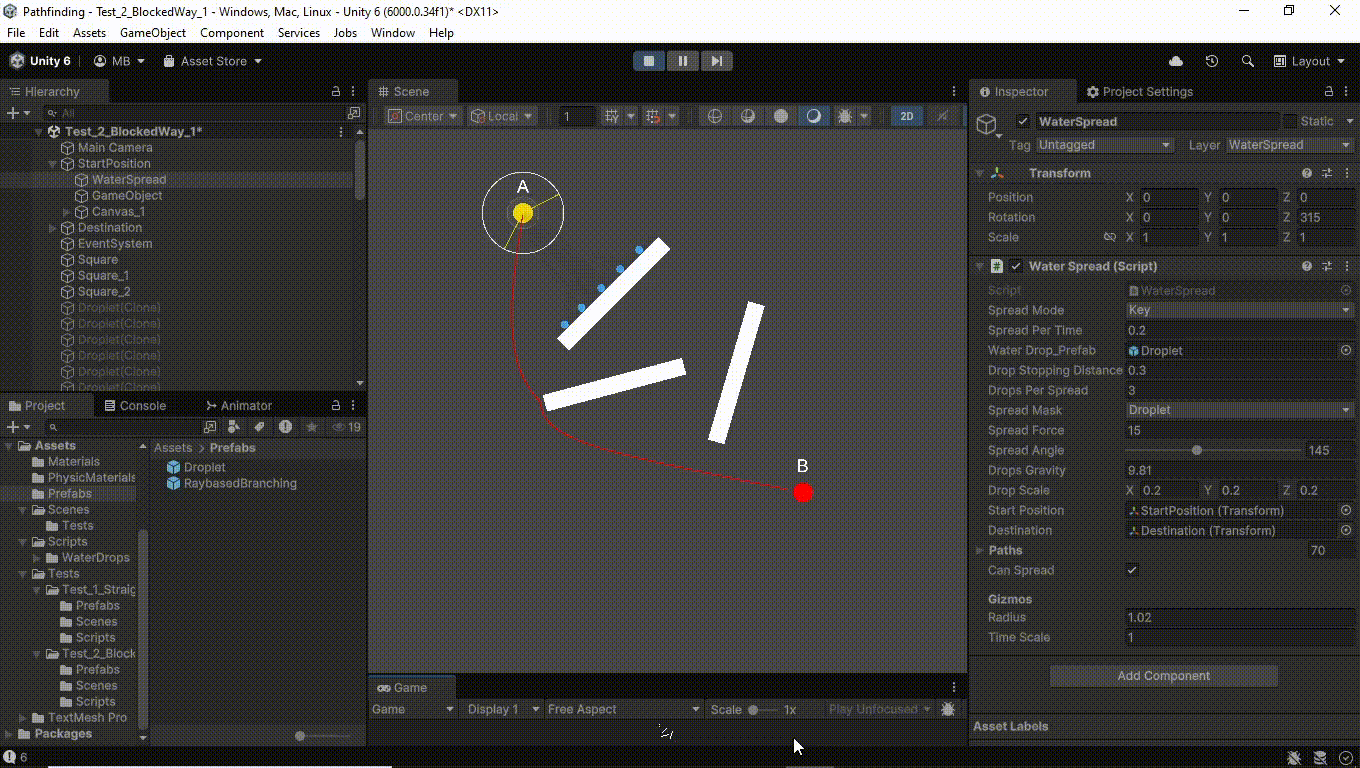 Pathfinding - Test_2_BlockedWay_1 - Windows, Mac, Linux - Unity 6 (6000.0.34f1)* <DX11>
File Edit Assets GameObject Component Services Jobs Window Help
Unity 6 MB Asset Store Layout
Hierarchy
All
Test_2_BlockedWay_1*
Main Camera
StartPosition
WaterSpread
GameObject
Canvas_1
Destination
EventSystem
Square
Square_1
Square_2
Droplet(Clone)
Droplet(Clone)
Droplet(Clone)
Droplet(Clone)
Droplet(Clone)
Droplet(Clone)
Project Console Animator
19
Assets
Materials
PhysicMaterials
Prefabs
Scenes
Tests
Scripts
WaterDrops
Tests
Test_1_Straig
Prefabs
Scenes
Scripts
Test_2_Block
Prefabs
Scenes
Scripts
TextMesh Pro
Packages
Assets > Prefabs
Droplet
RaybasedBranching
6
Scene
Center Local 1 2D
A
B
Game
Game Display 1 Free Aspect Scale 1x Play Unfocused
Inspector Project Settings
WaterSpread Static
Tag Untagged Layer WaterSpread
Transform
Position X 0 Y 0 Z 0
Rotation X 0 Y 0 Z 315
Scale X 1 Y 1 Z 1
Water Spread (Script)
Script WaterSpread
Spread Mode Key
Spread Per Time 0.2
Water Drop_Prefab Droplet
Drop Stopping Distance 0.3
Drops Per Spread 3
Spread Mask Droplet
Spread Force 15
Spread Angle 145
Drops Gravity 9.81
Drop Scale X 0.2 Y 0.2 Z 0.2
Start Position StartPosition (Transform)
Destination Destination (Transform)
Paths 70
Can Spread
Gizmos
Radius 1.02
Time Scale 1
Add Component
Asset Labels